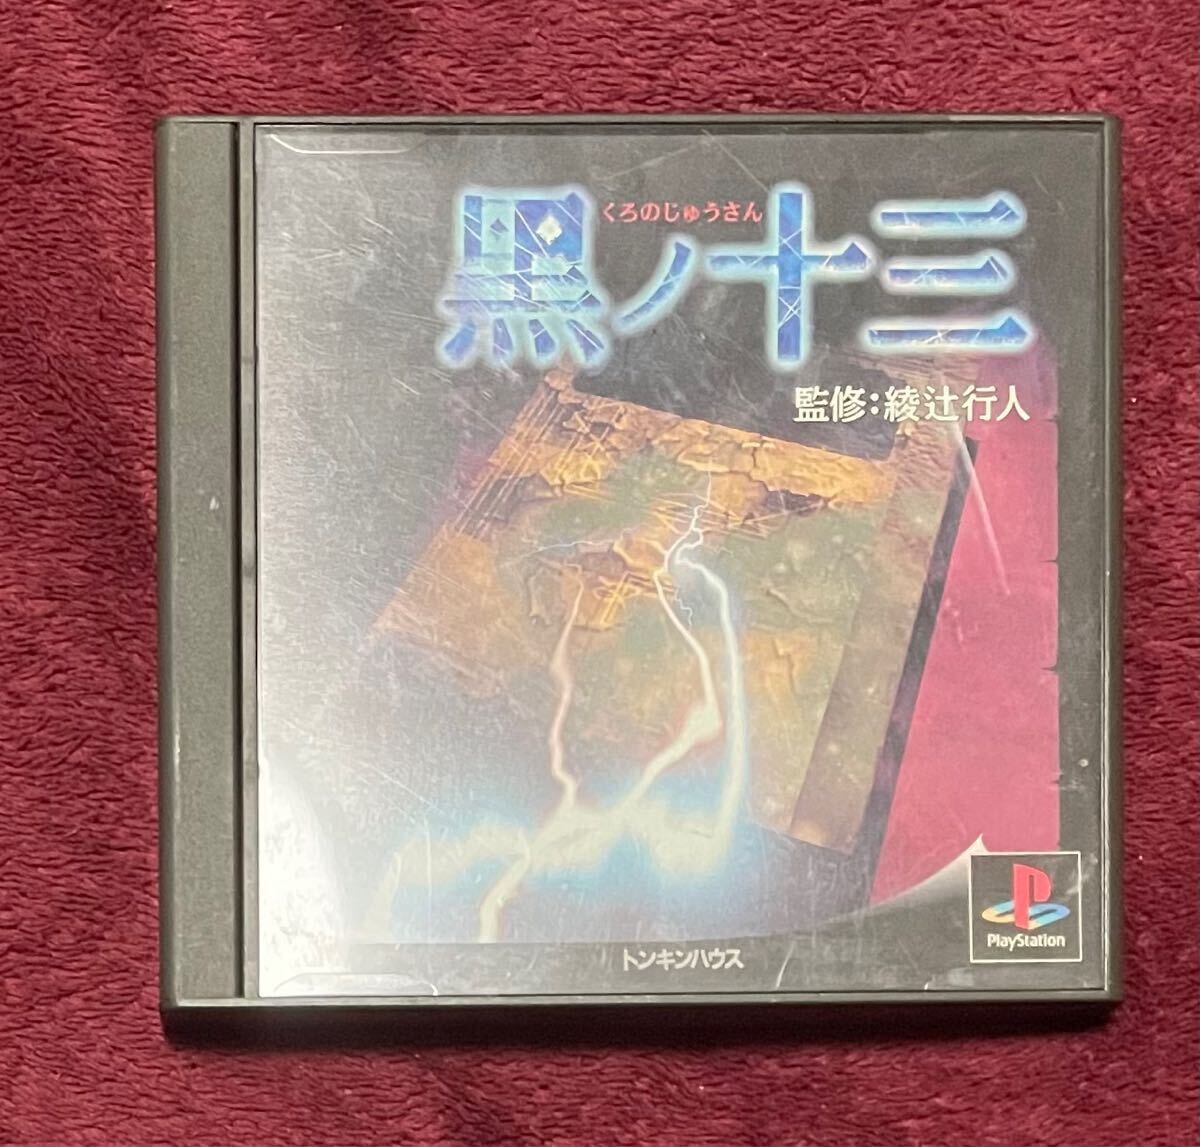 くろのじゅうさん
黒ノ十三
監修:綾辻行人
PlayStation
トンキンハウス